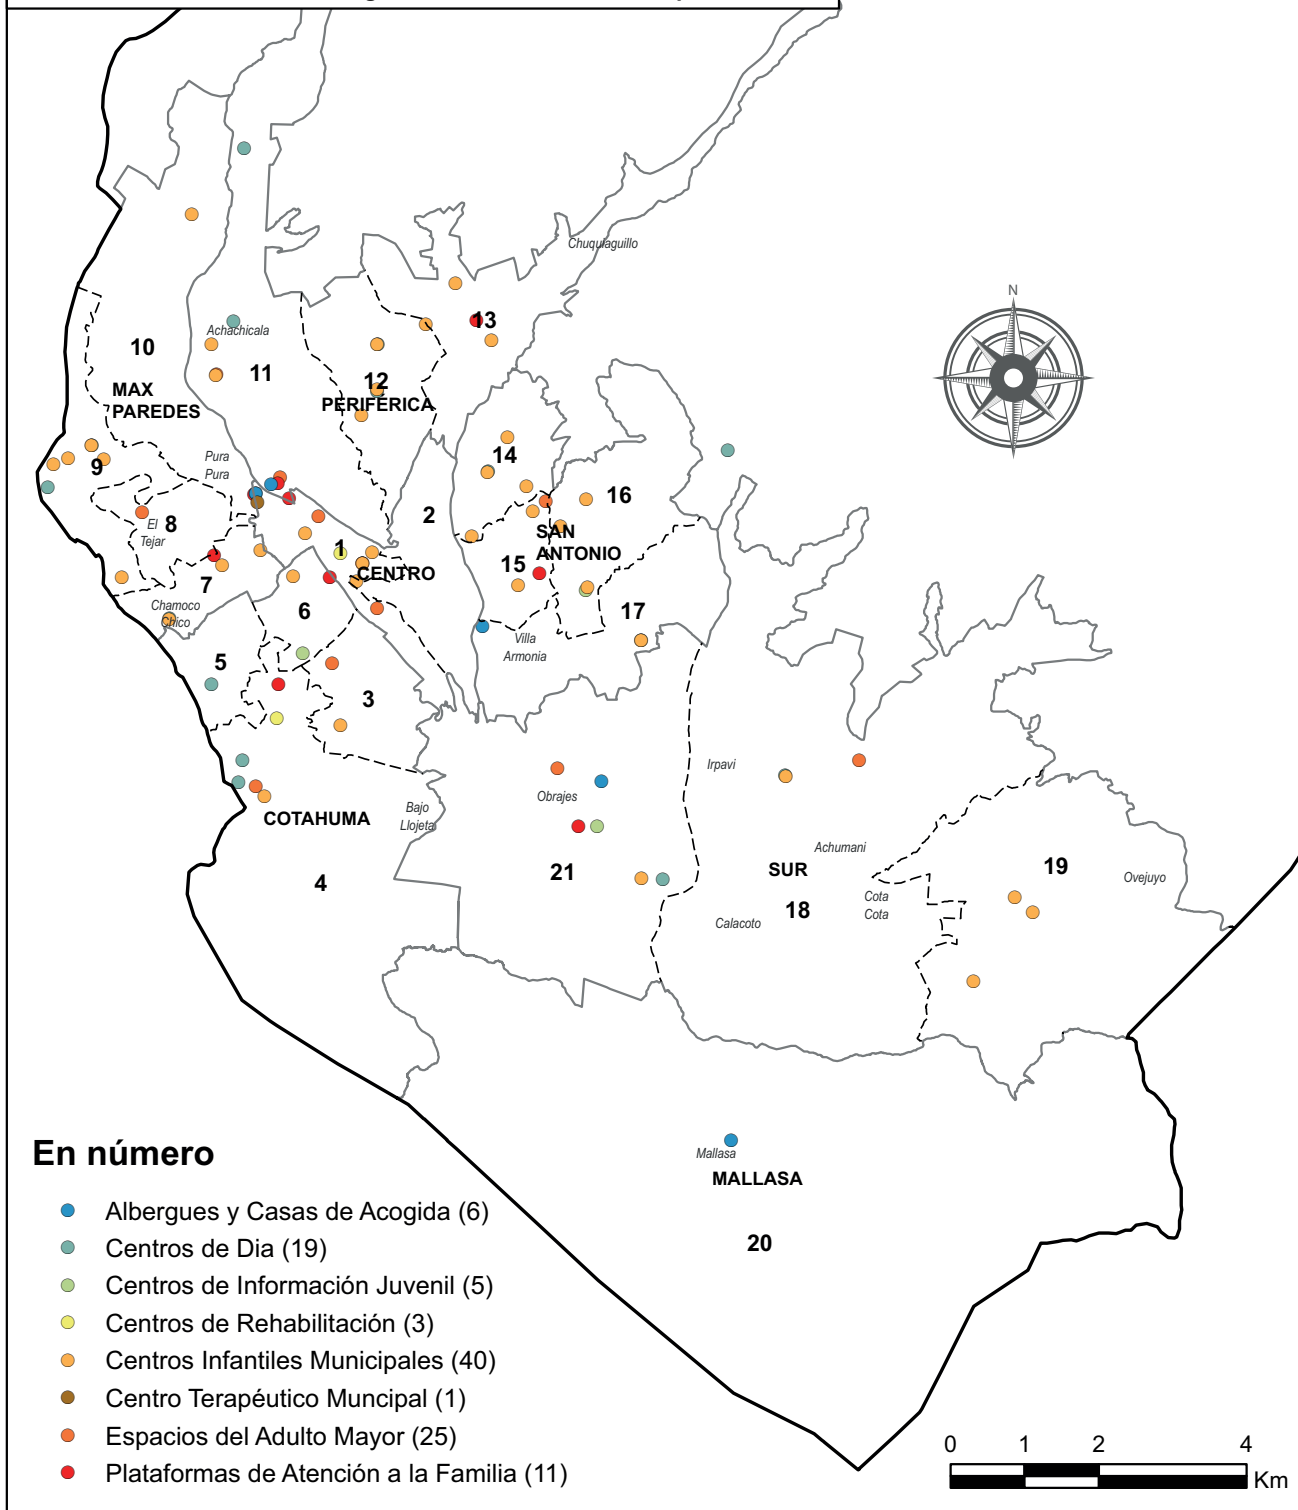 Chuquiaguillo
N
13
Achachicala
10
11
12
MAX
PAREDES
PERIFÉRICA
Pura
Pura
14
9
16
8
El
Tejar
2
SAN
ANTONIO
1
CENTRO
15
7
Chamoco
Chico
6
17
Villa
Armonia
5
3
Irpavi
Obrajes
Bajo
Llojeta
COTAHUMA
Achumani
SUR
19
21
Ovejuyo
4
Cota
Cota
18
Calacoto
Mallasa
MALLASA
20
En número
Albergues y Casas de Acogida (6)
Centros de Dia (19)
Centros de Información Juvenil (5)
Centros de Rehabilitación (3)
Centros Infantiles Municipales (40)
Centro Terapéutico Muncipal (1)
Espacios del Adulto Mayor (25)
Plataformas de Atención a la Familia (11)
0 1 2 4
Km